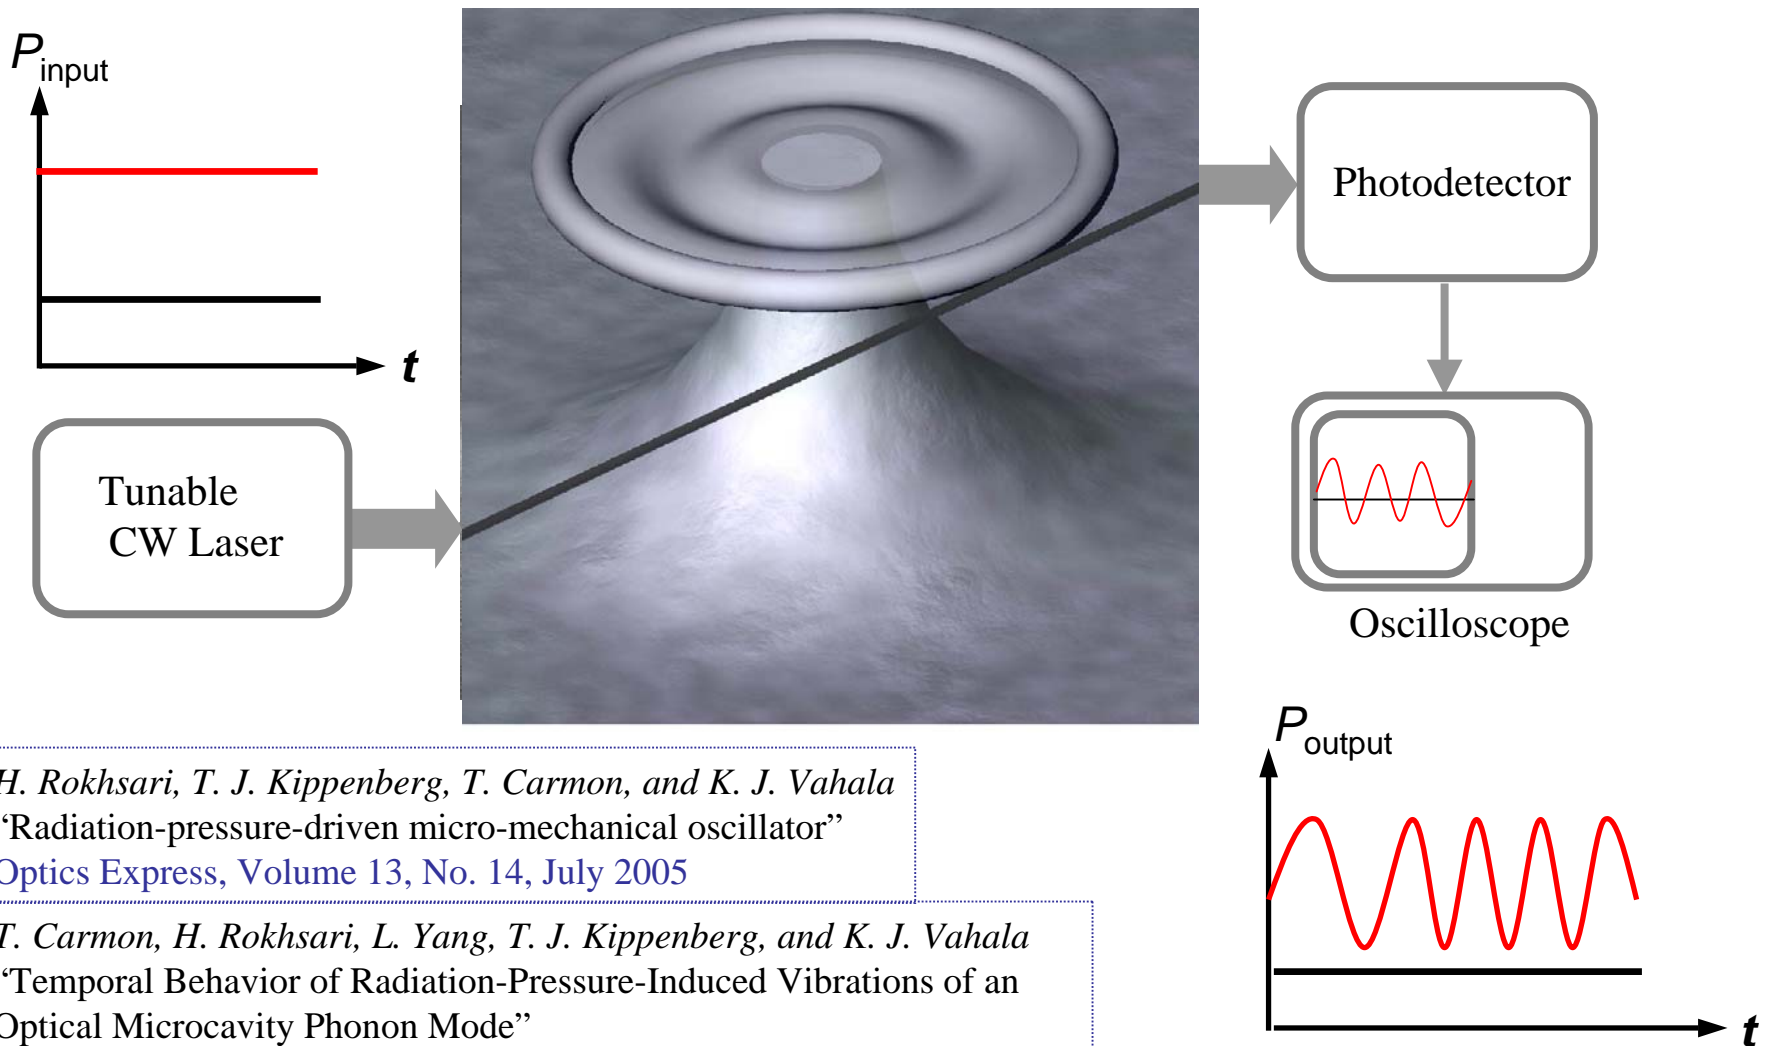 P input
t
Tunable
CW Laser
Photodetector
Oscilloscope
P output
t
H. Rokhsari, T. J. Kippenberg, T. Carmon, and K. J. Vahala
“Radiation-pressure-driven micro-mechanical oscillator”
Optics Express, Volume 13, No. 14, July 2005
T. Carmon, H. Rokhsari, L. Yang, T. J. Kippenberg, and K. J. Vahala
“Temporal Behavior of Radiation-Pressure-Induced Vibrations of an
Optical Microcavity Phonon Mode”